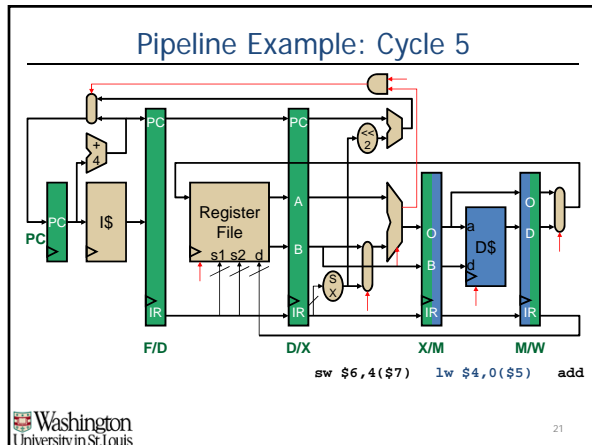 Pipeline Example: Cycle 5
PC
PC
<< 2
+ 4
PC
I$
PC
Register File
s1 s2 d
A
B
S X
O
B
a
d
D$
O
D
IR
IR
IR
IR
F/D
D/X
X/M
M/W
sw $6,4($7) lw $4,0($5) add
Washington
University in St.Louis
21